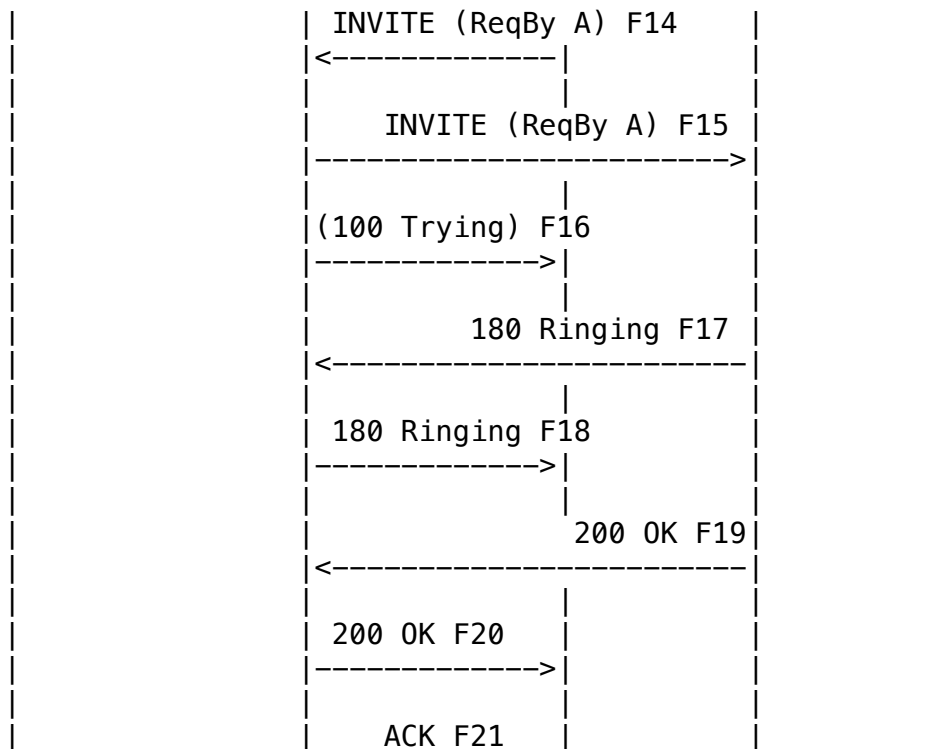 INVITE (ReqBy A) F14
INVITE (ReqBy A) F15
(100 Trying) F16
180 Ringing F17
180 Ringing F18
200 OK F19
200 OK F20
ACK F21